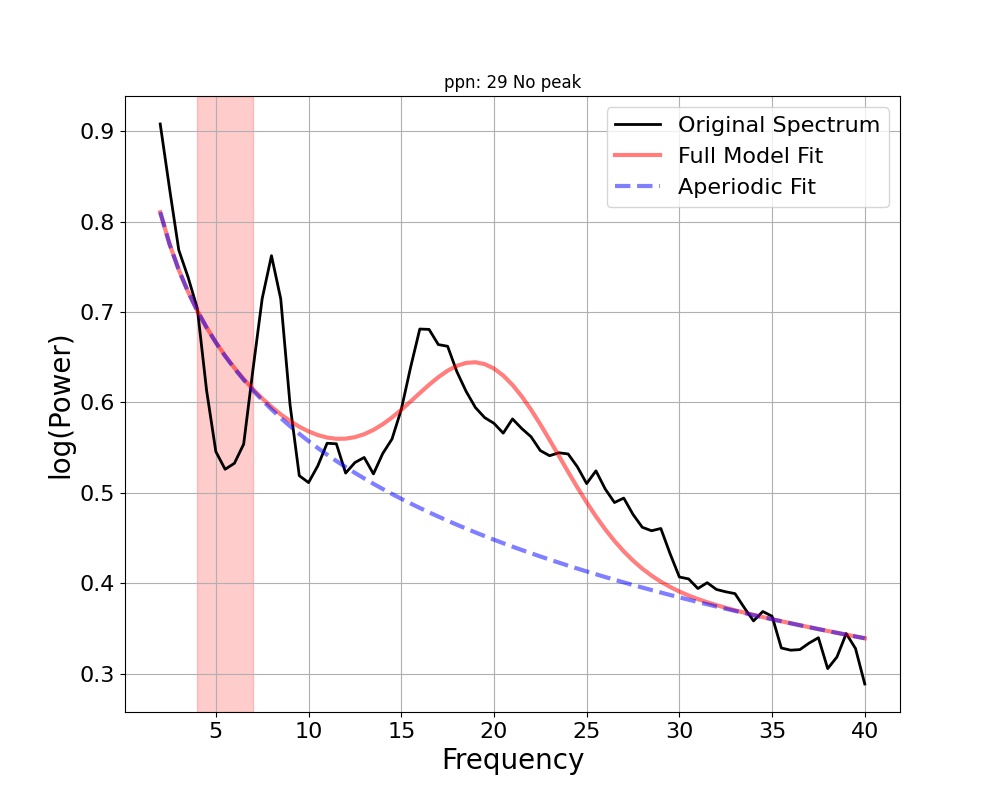 ppn: 29 No peak
Original Spectrum
Full Model Fit
Aperiodic Fit
0.9
0.8
0.7
0.6
0.5
0.4
0.3
log(Power)
5 10 15 20 25 30 35 40
Frequency